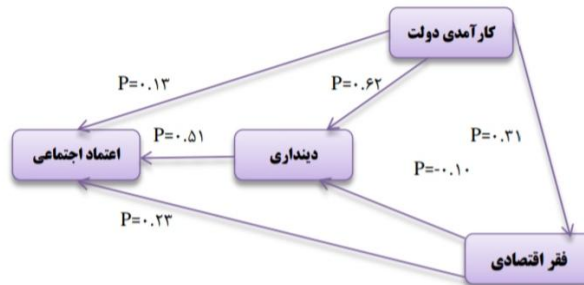 کارآمدی دولت
P=۰.۱۳
P=۰.۶۲
P=۰.۵۱
P=۰.۳۱
اعتماد اجتماعی
دینداری
P=-۰.۱۰
P=۰.۲۳
فقر اقتصادی